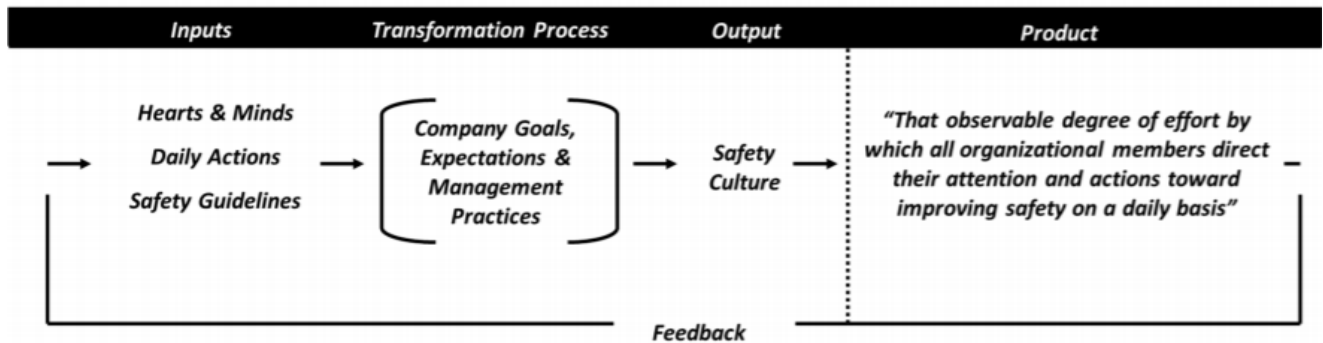 Inputs Transformation Process Output Product
Hearts & Minds
Daily Actions
Safety Guidelines
Company Goals,
Expectations &
Management
Practices
Safety
Culture
“That observable degree of effort by
which all organizational members direct
their attention and actions toward
improving safety on a daily basis”
Feedback